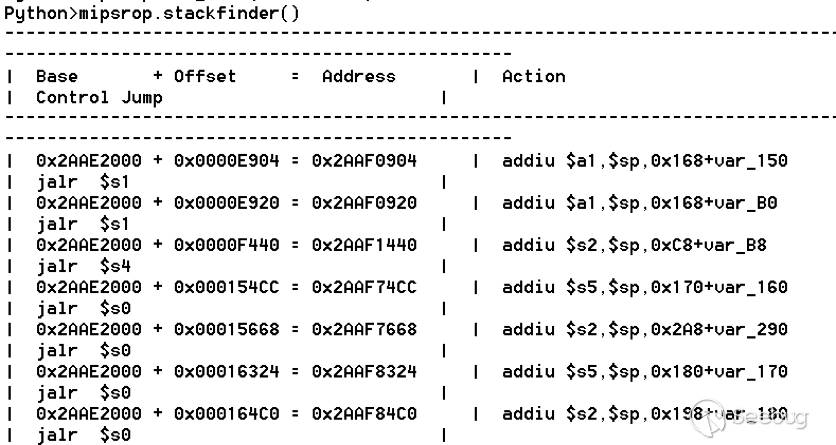 Python>mipsrop.stackfinder()
--------------------------------------------------------------------------------
------------------------------------------------
| Base + Offset = Address | Action
| Control Jump |
--------------------------------------------------------------------------------
------------------------------------------------
| 0x2AAE2000 + 0x0000E904 = 0x2AAF0904 | addiu $a1,$sp,0x168+var_150
| jalr $s1 |
| 0x2AAE2000 + 0x0000E920 = 0x2AAF0920 | addiu $a1,$sp,0x168+var_B0
| jalr $s1 |
| 0x2AAE2000 + 0x0000F440 = 0x2AAF1440 | addiu $s2,$sp,0xC8+var_B8
| jalr $s4 |
| 0x2AAE2000 + 0x000154CC = 0x2AAF74CC | addiu $s5,$sp,0x170+var_160
| jalr $s0 |
| 0x2AAE2000 + 0x00015668 = 0x2AAF7668 | addiu $s2,$sp,0x2A8+var_290
| jalr $s0 |
| 0x2AAE2000 + 0x00016324 = 0x2AAF8324 | addiu $s5,$sp,0x180+var_170
| jalr $s0 |
| 0x2AAE2000 + 0x000164C0 = 0x2AAF84C0 | addiu $s2,$sp,0x198+var_180
| jalr $s0 |